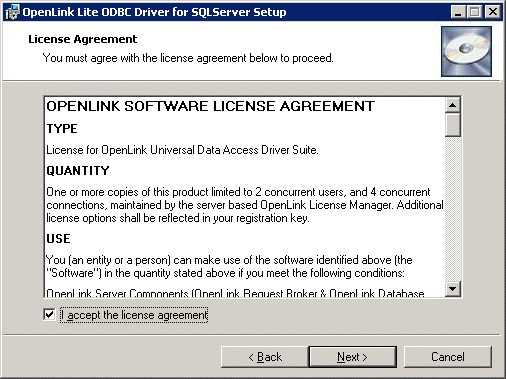 OpenLink Lite ODBC Driver for SQLServer Setup
License Agreement
You must agree with the license agreement below to proceed.
OPENLINK SOFTWARE LICENSE AGREEMENT
TYPE
License for OpenLink Universal Data Access Driver Suite.
QUANTITY
One or more copies of this product limited to 2 concurrent users, and 4 concurrent
connections, maintained by the server based OpenLink License Manager. Additional
license options shall be reflected in your registration key.
USE
You (an entity or a person) can make use of the software identified above (the
"Software") in the quantity stated above if you meet the following conditions:
OpenLink Server Components (OpenLink Request Broker & OpenLink Database
I accept the license agreement
< Back
Next >
Cancel